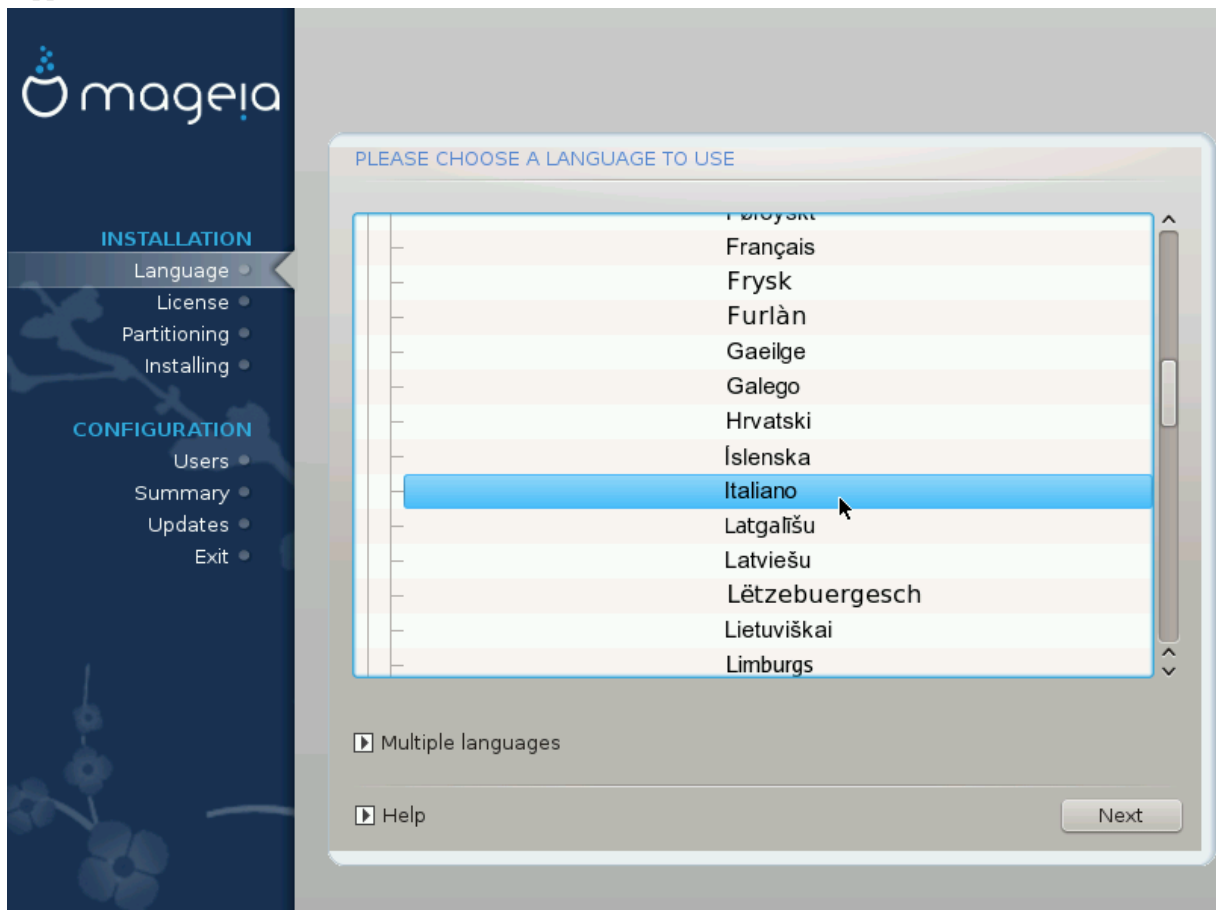 mageia
INSTALLATION
Language
License
Partitioning
Installing
CONFIGURATION
Users
Summary
Updates
Exit
PLEASE CHOOSE A LANGUAGE TO USE
Føroyskt
Français
Frysk
Furlàn
Gaeilge
Galego
Hrvatski
Íslenska
Italiano
Latgalīšu
Latviešu
Lëtzebuergesch
Lietuviškai
Limburgs
Multiple languages
Help
Next